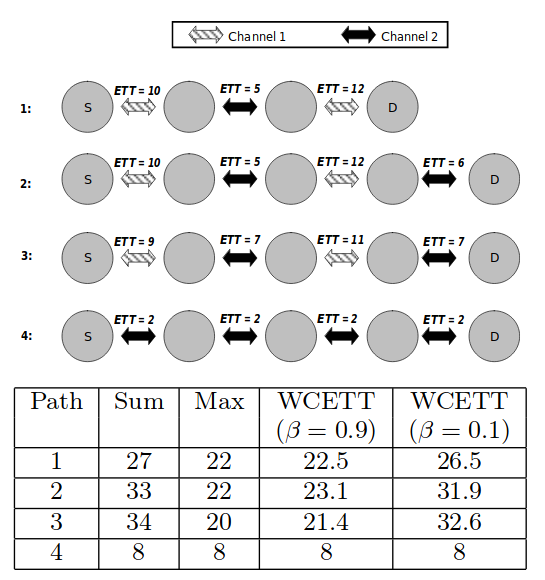 Channel 1 Channel 2
ETT = 10 ETT = 5 ETT = 12
1: S D
ETT = 10 ETT = 5 ETT = 12 ETT = 6
2: S D
ETT = 9 ETT = 7 ETT = 11 ETT = 7
3: S D
ETT = 2 ETT = 2 ETT = 2 ETT = 2
4: S D
Path Sum Max WCETT WCETT
(β = 0.9) (β = 0.1)
1 27 22 22.5 26.5
2 33 22 23.1 31.9
3 34 20 21.4 32.6
4 8 8 8 8